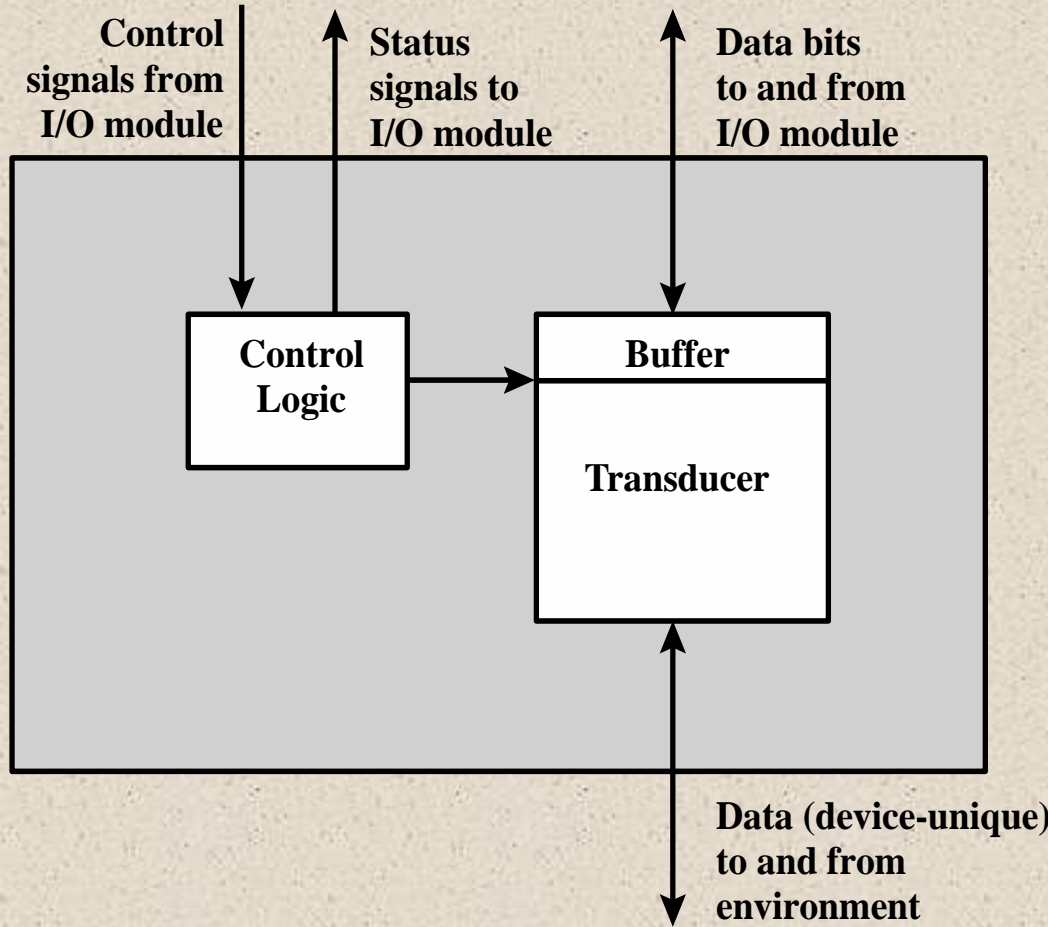 Control
signals from
I/O module
Status
signals to
I/O module
Data bits
to and from
I/O module
Control
Logic
Buffer
Transducer
Data (device-unique)
to and from
environment